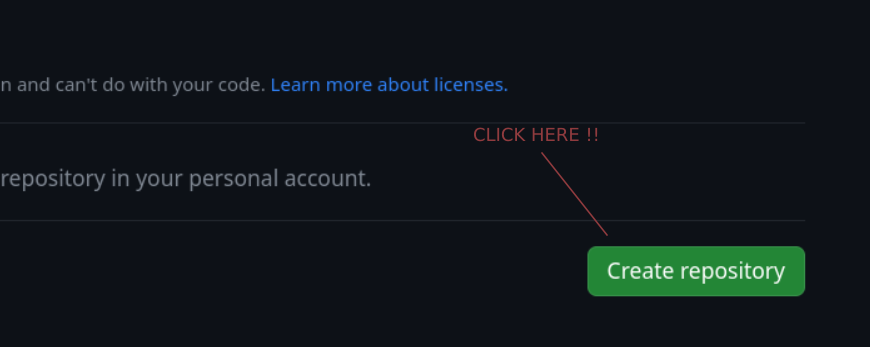 n and can't do with your code. Learn more about licenses.
CLICK HERE !!
repository in your personal account.
Create repository